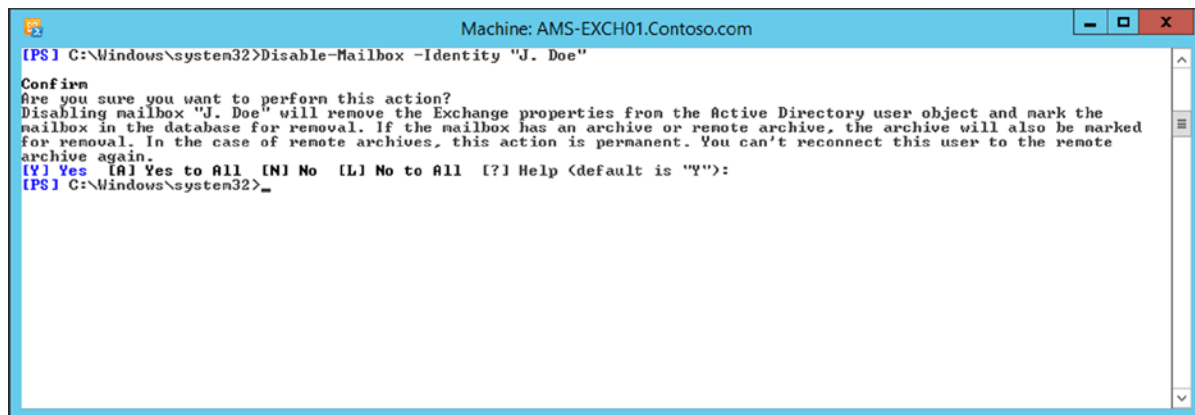 Machine: AMS-EXCH01.Contoso.com
[PS] C:\Windows\system32>Disable-Mailbox -Identity "J. Doe"
Confirm
Are you sure you want to perform this action?
Disabling mailbox "J. Doe" will remove the Exchange properties from the Active Directory user object and mark the
mailbox in the database for removal. If the mailbox has an archive or remote archive, the archive will also be marked
for removal. In the case of remote archives, this action is permanent. You can't reconnect this user to the remote
archive again.
[Y] Yes  [A] Yes to All  [N] No  [L] No to All  [?] Help (default is "Y"):
[PS] C:\Windows\system32>_